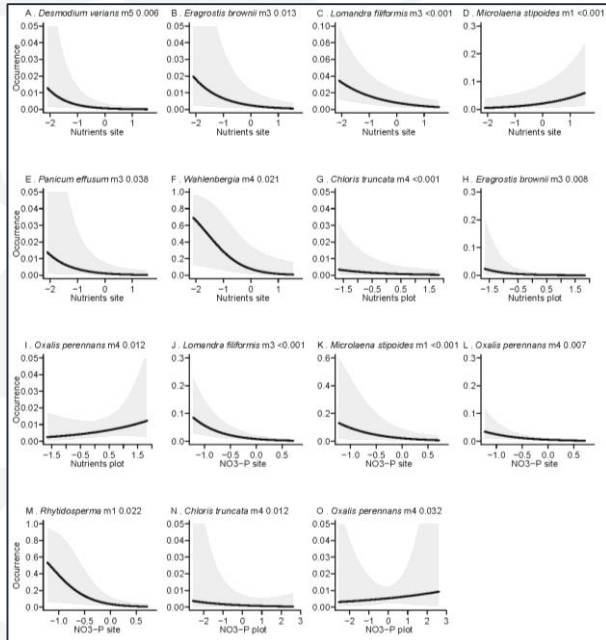 A . Desmodium varians m5 0.006
B . Eragrostis brownii m3 0.013
C . Lomandra filiformis m3 <0.001
D . Microlaena stipoides m1 <0.001
Occurrence
0.05
0.04
0.03
0.02
0.01
0.00
0.05
0.04
0.03
0.02
0.01
0.00
0.10
0.08
0.06
0.04
0.02
0.00
0.3
0.2
0.1
0.0
−2 −1 0 1
−2 −1 0 1
−2 −1 0 1
−2 −1 0 1
Nutrients site
Nutrients site
Nutrients site
Nutrients site
E . Panicum effusum m3 0.038
F . Wahlenbergia m4 0.021
G . Chloris truncata m4 <0.001
H . Eragrostis brownii m3 0.008
Occurrence
0.05
0.04
0.03
0.02
0.01
0.00
1.0
0.8
0.6
0.4
0.2
0.0
0.05
0.04
0.03
0.02
0.01
0.00
0.3
0.2
0.1
0.0
−2 −1 0 1
−2 −1 0 1
−1.5 −0.5 0.5 1.5
−1.5 −0.5 0.5 1.5
Nutrients site
Nutrients site
Nutrients plot
Nutrients plot
I . Oxalis perennans m4 0.012
J . Lomandra filiformis m3 <0.001
K . Microlaena stipoides m1 <0.001
L . Oxalis perennans m4 0.007
Occurrence
0.05
0.04
0.03
0.02
0.01
0.00
0.3
0.2
0.1
0.0
0.6
0.4
0.2
0.0
0.3
0.2
0.1
0.0
−1.5 −0.5 0.5 1.5
−1.0 −0.5 0.0 0.5
−1.0 −0.5 0.0 0.5
−1.0 −0.5 0.0 0.5
Nutrients plot
NO3−P site
NO3−P site
NO3−P site
M . Rhytidosperma m1 0.022
N . Chloris truncata m4 0.012
O . Oxalis perennans m4 0.032
Occurrence
1.0
0.8
0.6
0.4
0.2
0.0
0.05
0.04
0.03
0.02
0.01
0.00
0.05
0.04
0.03
0.02
0.01
0.00
−1.0 −0.5 0.0 0.5
−2 −1 0 1 2 3
−2 −1 0 1 2 3
NO3−P site
NO3−P plot
NO3−P plot